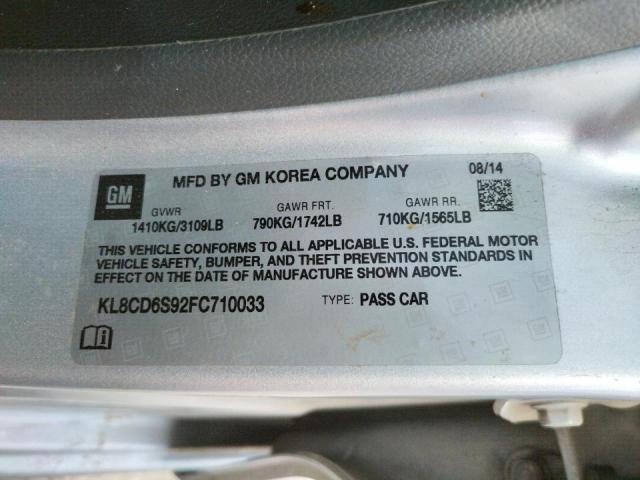 GM
MFD BY GM KOREA COMPANY
08/14
GVWR GAWR FRT. GAWR RR.
1410KG/3109LB 790KG/1742LB 710KG/1565LB
THIS VEHICLE CONFORMS TO ALL APPLICABLE U.S. FEDERAL MOTOR
VEHICLE SAFETY, BUMPER, AND THEFT PREVENTION STANDARDS IN
EFFECT ON THE DATE OF MANUFACTURE SHOWN ABOVE.
KL8CD6S92FC710033 TYPE: PASS CAR